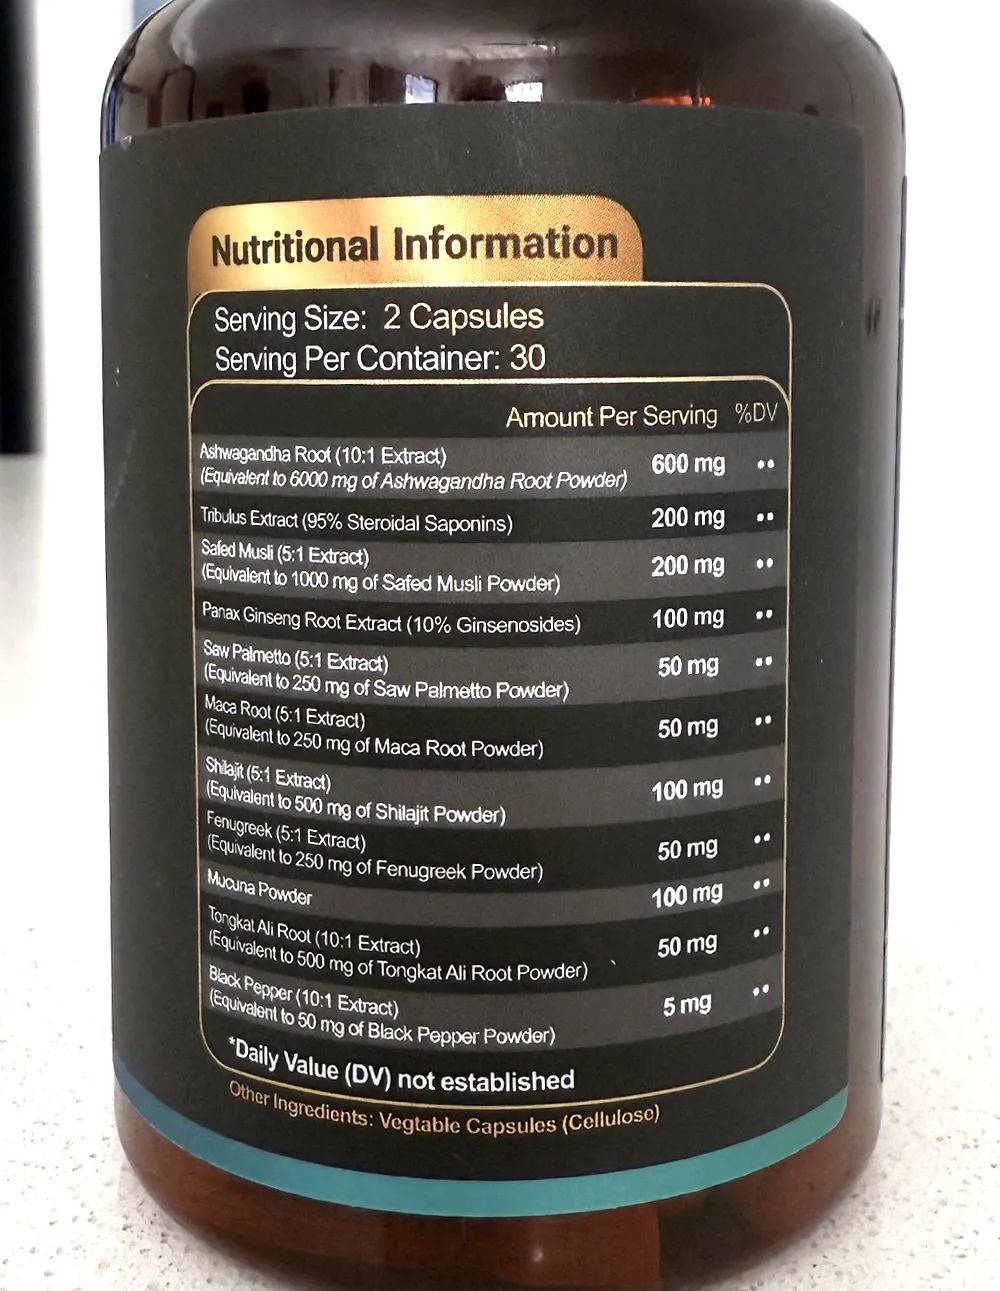 Nutritional Information
Serving Size: 2 Capsules
Serving Per Container: 30
Amount Per Serving %DV
Ashwagandha Root (10:1 Extract)
(Equivalent to 6000 mg of Ashwagandha Root Powder) 600 mg ••
Tribulus Extract (95% Steroidal Saponins) 200 mg ••
Safed Musli (5:1 Extract)
(Equivalent to 1000 mg of Safed Musli Powder) 200 mg ••
Panax Ginseng Root Extract (10% Ginsenosides) 100 mg ••
Saw Palmetto (5:1 Extract)
(Equivalent to 250 mg of Saw Palmetto Powder) 50 mg ••
Maca Root (5:1 Extract)
(Equivalent to 250 mg of Maca Root Powder) 50 mg ••
Shilajit (5:1 Extract)
(Equivalent to 500 mg of Shilajit Powder) 100 mg ••
Fenugreek (5:1 Extract)
(Equivalent to 250 mg of Fenugreek Powder) 50 mg ••
Mucuna Powder 100 mg ••
Tongkat Ali Root (10:1 Extract)
(Equivalent to 500 mg of Tongkat Ali Root Powder) 50 mg ••
Black Pepper (10:1 Extract)
(Equivalent to 50 mg of Black Pepper Powder) 5 mg ••
*Daily Value (DV) not established
Other Ingredients: Vegtable Capsules (Cellulose)